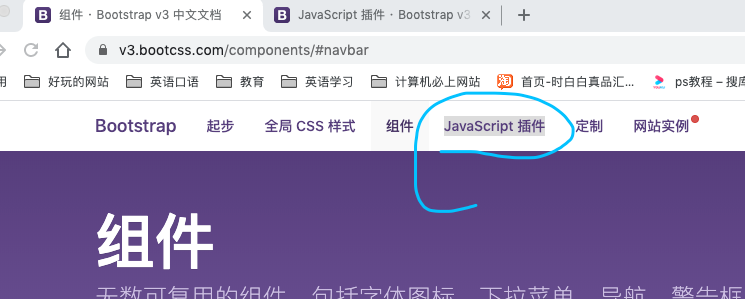 组件 · Bootstrap v3 中文文档
JavaScript 插件 · Bootstrap v3
v3.bootcss.com/components/#navbar
用 好玩的网站 英语口语 教育 英语学习 计算机必上网站 淘 首页-时白白真品汇... ps教程 – 搜库
Bootstrap 起步 全局 CSS 样式 组件 JavaScript 插件 定制 网站实例
组件
无数可复用的组件，包括字体图标、下拉菜单、导航、警告框